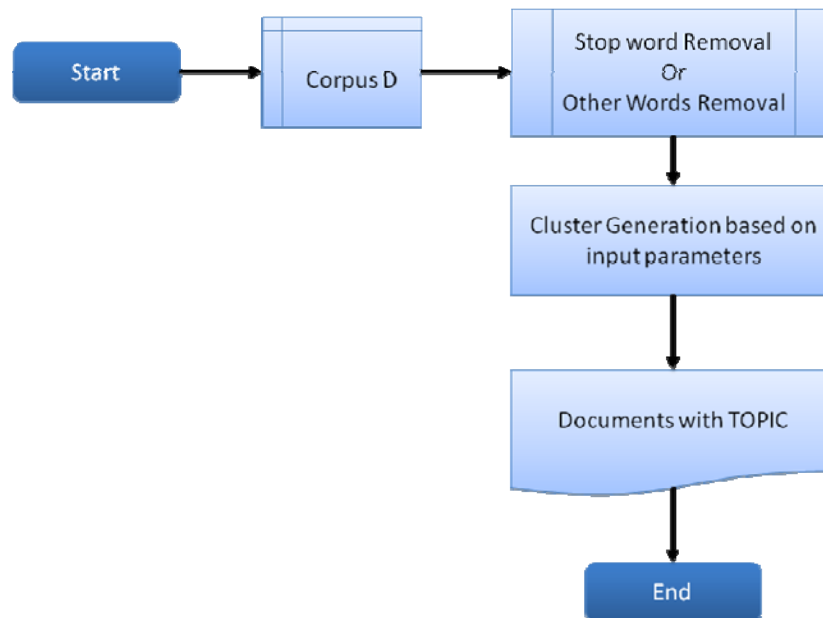 Start
Corpus D
Stop word Removal
Or
Other Words Removal
Cluster Generation based on
input parameters
Documents with TOPIC
End